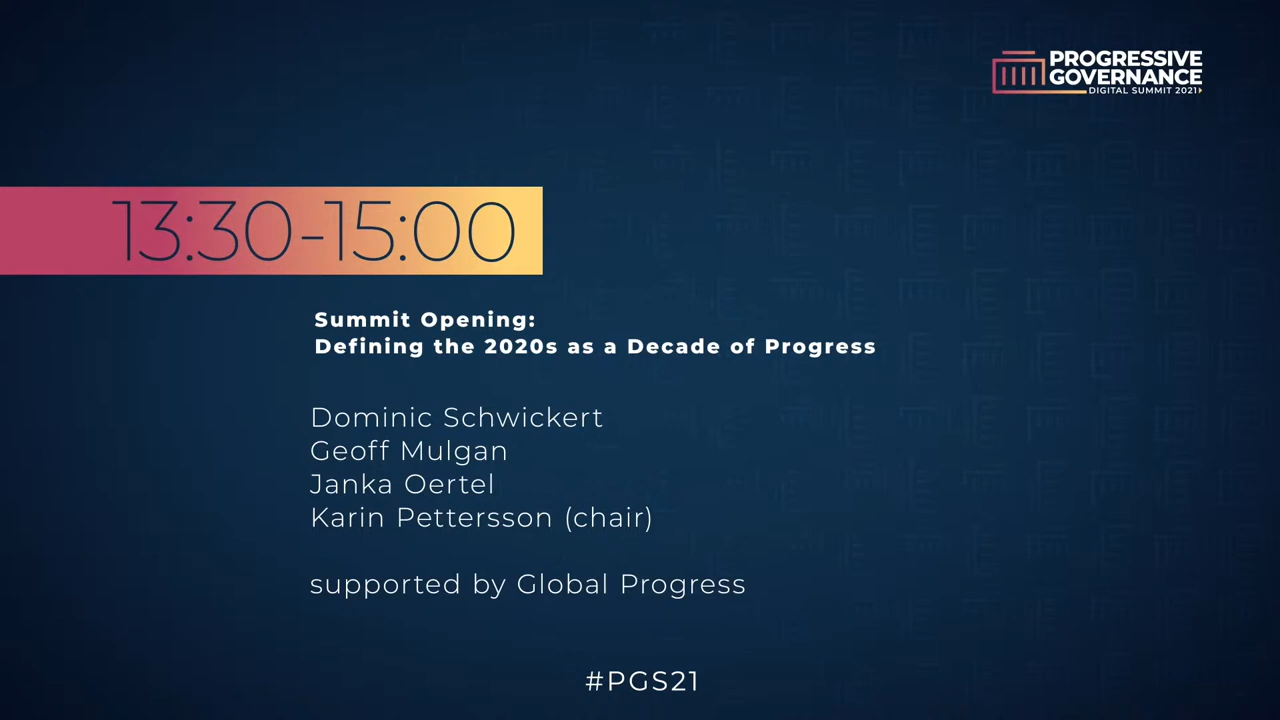 PROGRESSIVE
GOVERNANCE
DIGITAL SUMMIT 2021
13:30-15:00
Summit Opening:
Defining the 2020s as a Decade of Progress
Dominic Schwickert
Geoff Mulgan
Janka Oertel
Karin Pettersson (chair)
supported by Global Progress
#PGS21